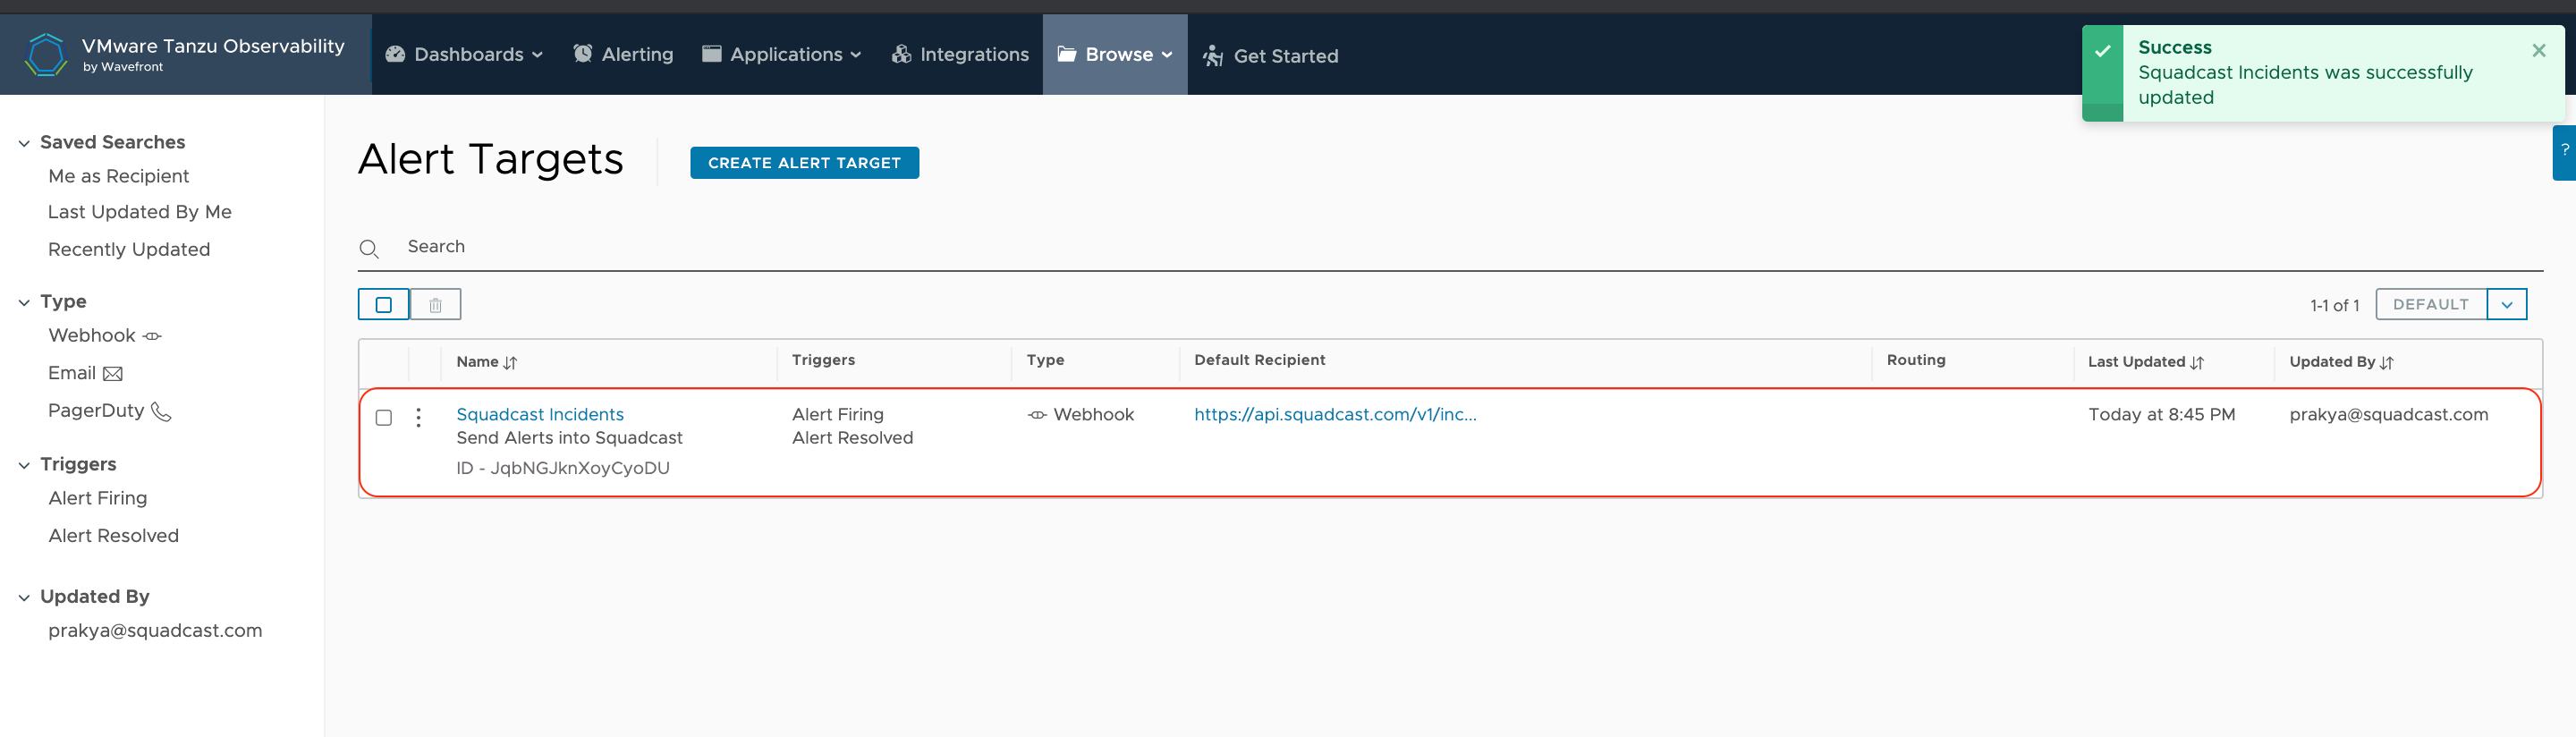 VMware Tanzu Observability
by Wavefront
Dashboards
Alerting
Applications
Integrations
Browse
Get Started
Success
Squadcast Incidents was successfully
updated
?
Saved Searches
Me as Recipient
Last Updated By Me
Recently Updated
Type
Webhook
Email
PagerDuty
Triggers
Alert Firing
Alert Resolved
Updated By
prakya@squadcast.com
Alert Targets
CREATE ALERT TARGET
Search
1-1 of 1
DEFAULT
Name
Triggers
Type
Default Recipient
Routing
Last Updated
Updated By
Squadcast Incidents
Send Alerts into Squadcast
ID - JqbNGJknXoyCyoDU
Alert Firing
Alert Resolved
Webhook
https://api.squadcast.com/v1/inc...
Today at 8:45 PM
prakya@squadcast.com